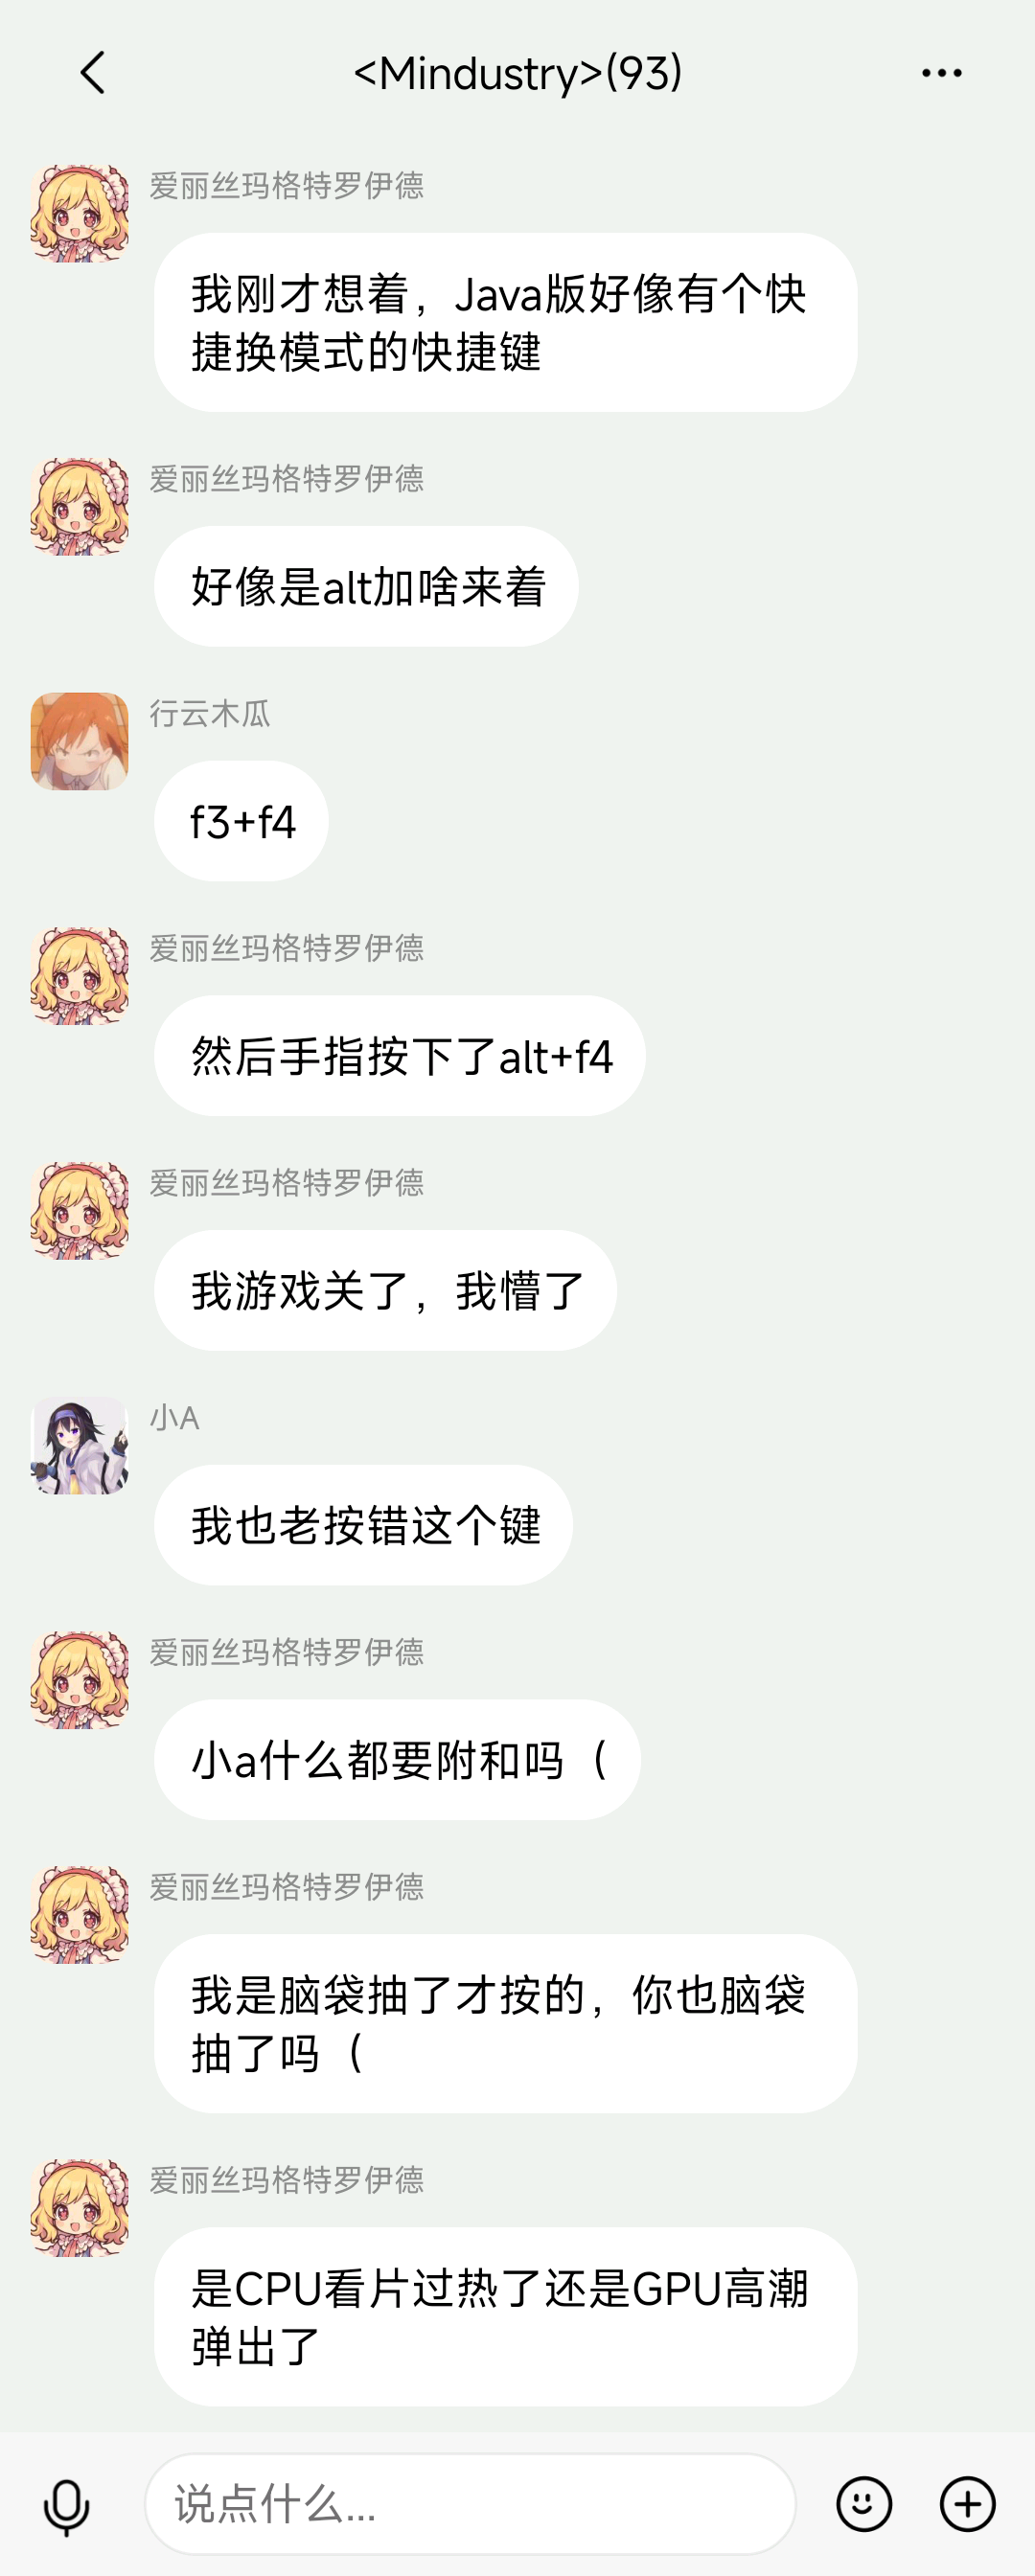 <Mindustry>(93)
爱丽丝玛格特罗伊德
我刚才想着，Java版好像有个快
捷换模式的快捷键
爱丽丝玛格特罗伊德
好像是alt加啥来着
行云木瓜
f3+f4
爱丽丝玛格特罗伊德
然后手指按下了alt+f4
爱丽丝玛格特罗伊德
我游戏关了，我懵了
小A
我也老按错这个键
爱丽丝玛格特罗伊德
小a什么都要附和吗（
爱丽丝玛格特罗伊德
我是脑袋抽了才按的，你也脑袋
抽了吗（
爱丽丝玛格特罗伊德
是CPU看片过热了还是GPU高潮
弹出了
说点什么...